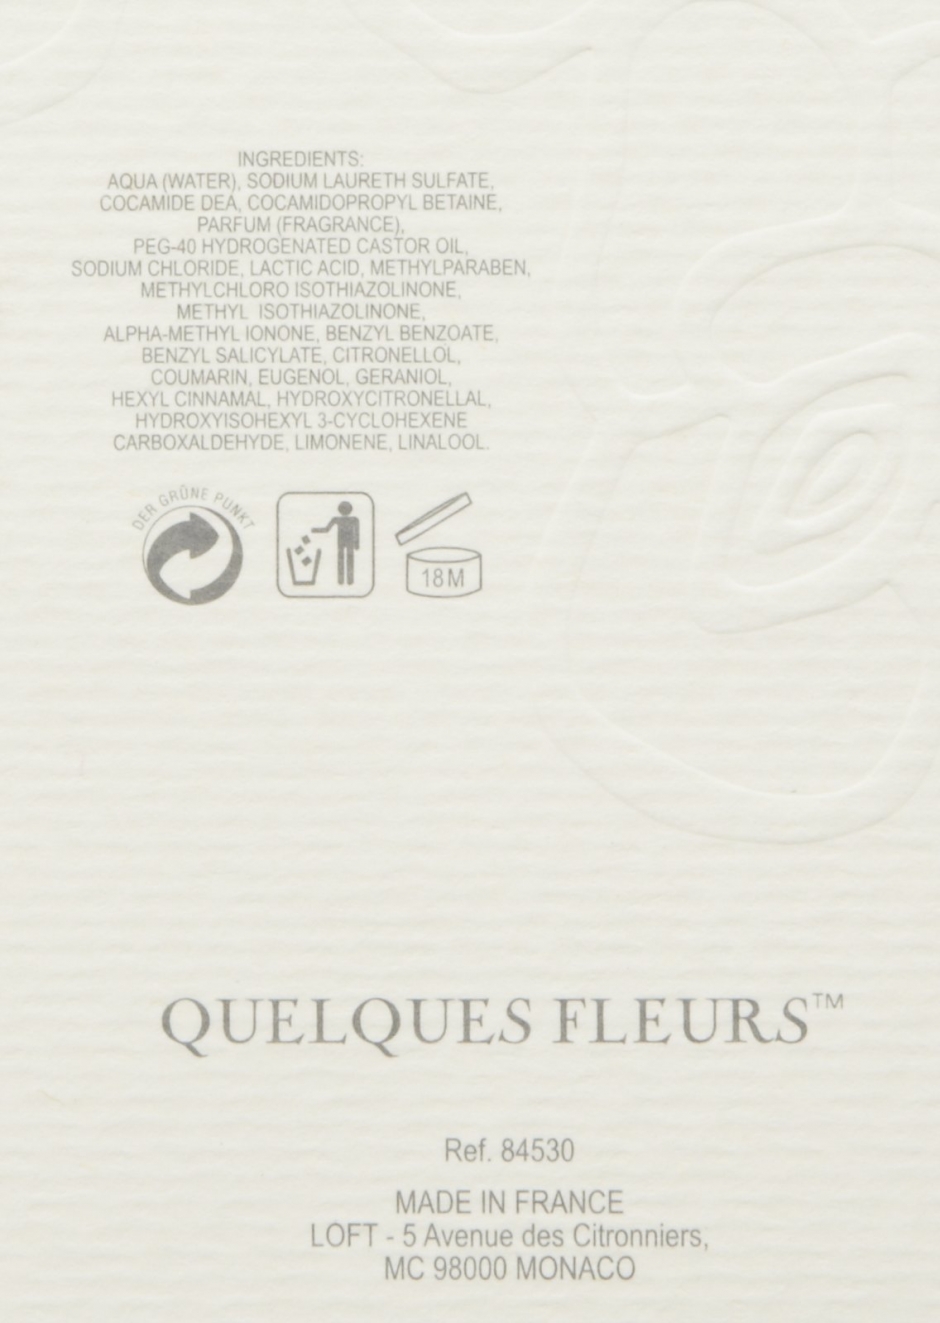 INGREDIENTS:
AQUA (WATER), SODIUM LAURETH SULFATE,
COCAMIDE DEA, COCAMIDOPROPYL BETAINE,
PARFUM (FRAGRANCE),
PEG-40 HYDROGENATED CASTOR OIL,
SODIUM CHLORIDE, LACTIC ACID, METHYLPARABEN,
METHYLCHLORO ISOTHIAZOLINONE,
METHYL ISOTHIAZOLINONE,
ALPHA-METHYL IONONE, BENZYL BENZOATE,
BENZYL SALICYLATE, CITRONELLOL,
COUMARIN, EUGENOL, GERANIOL,
HEXYL CINNAMAL, HYDROXYCITRONELLAL,
HYDROXYISOHEXYL 3-CYCLOHEXENE
CARBOXALDEHYDE, LIMONENE, LINALOOL.
DER GRÜNE PUNKT
18M
QUELQUES FLEURS™
Ref. 84530
MADE IN FRANCE
LOFT - 5 Avenue des Citronniers,
MC 98000 MONACO